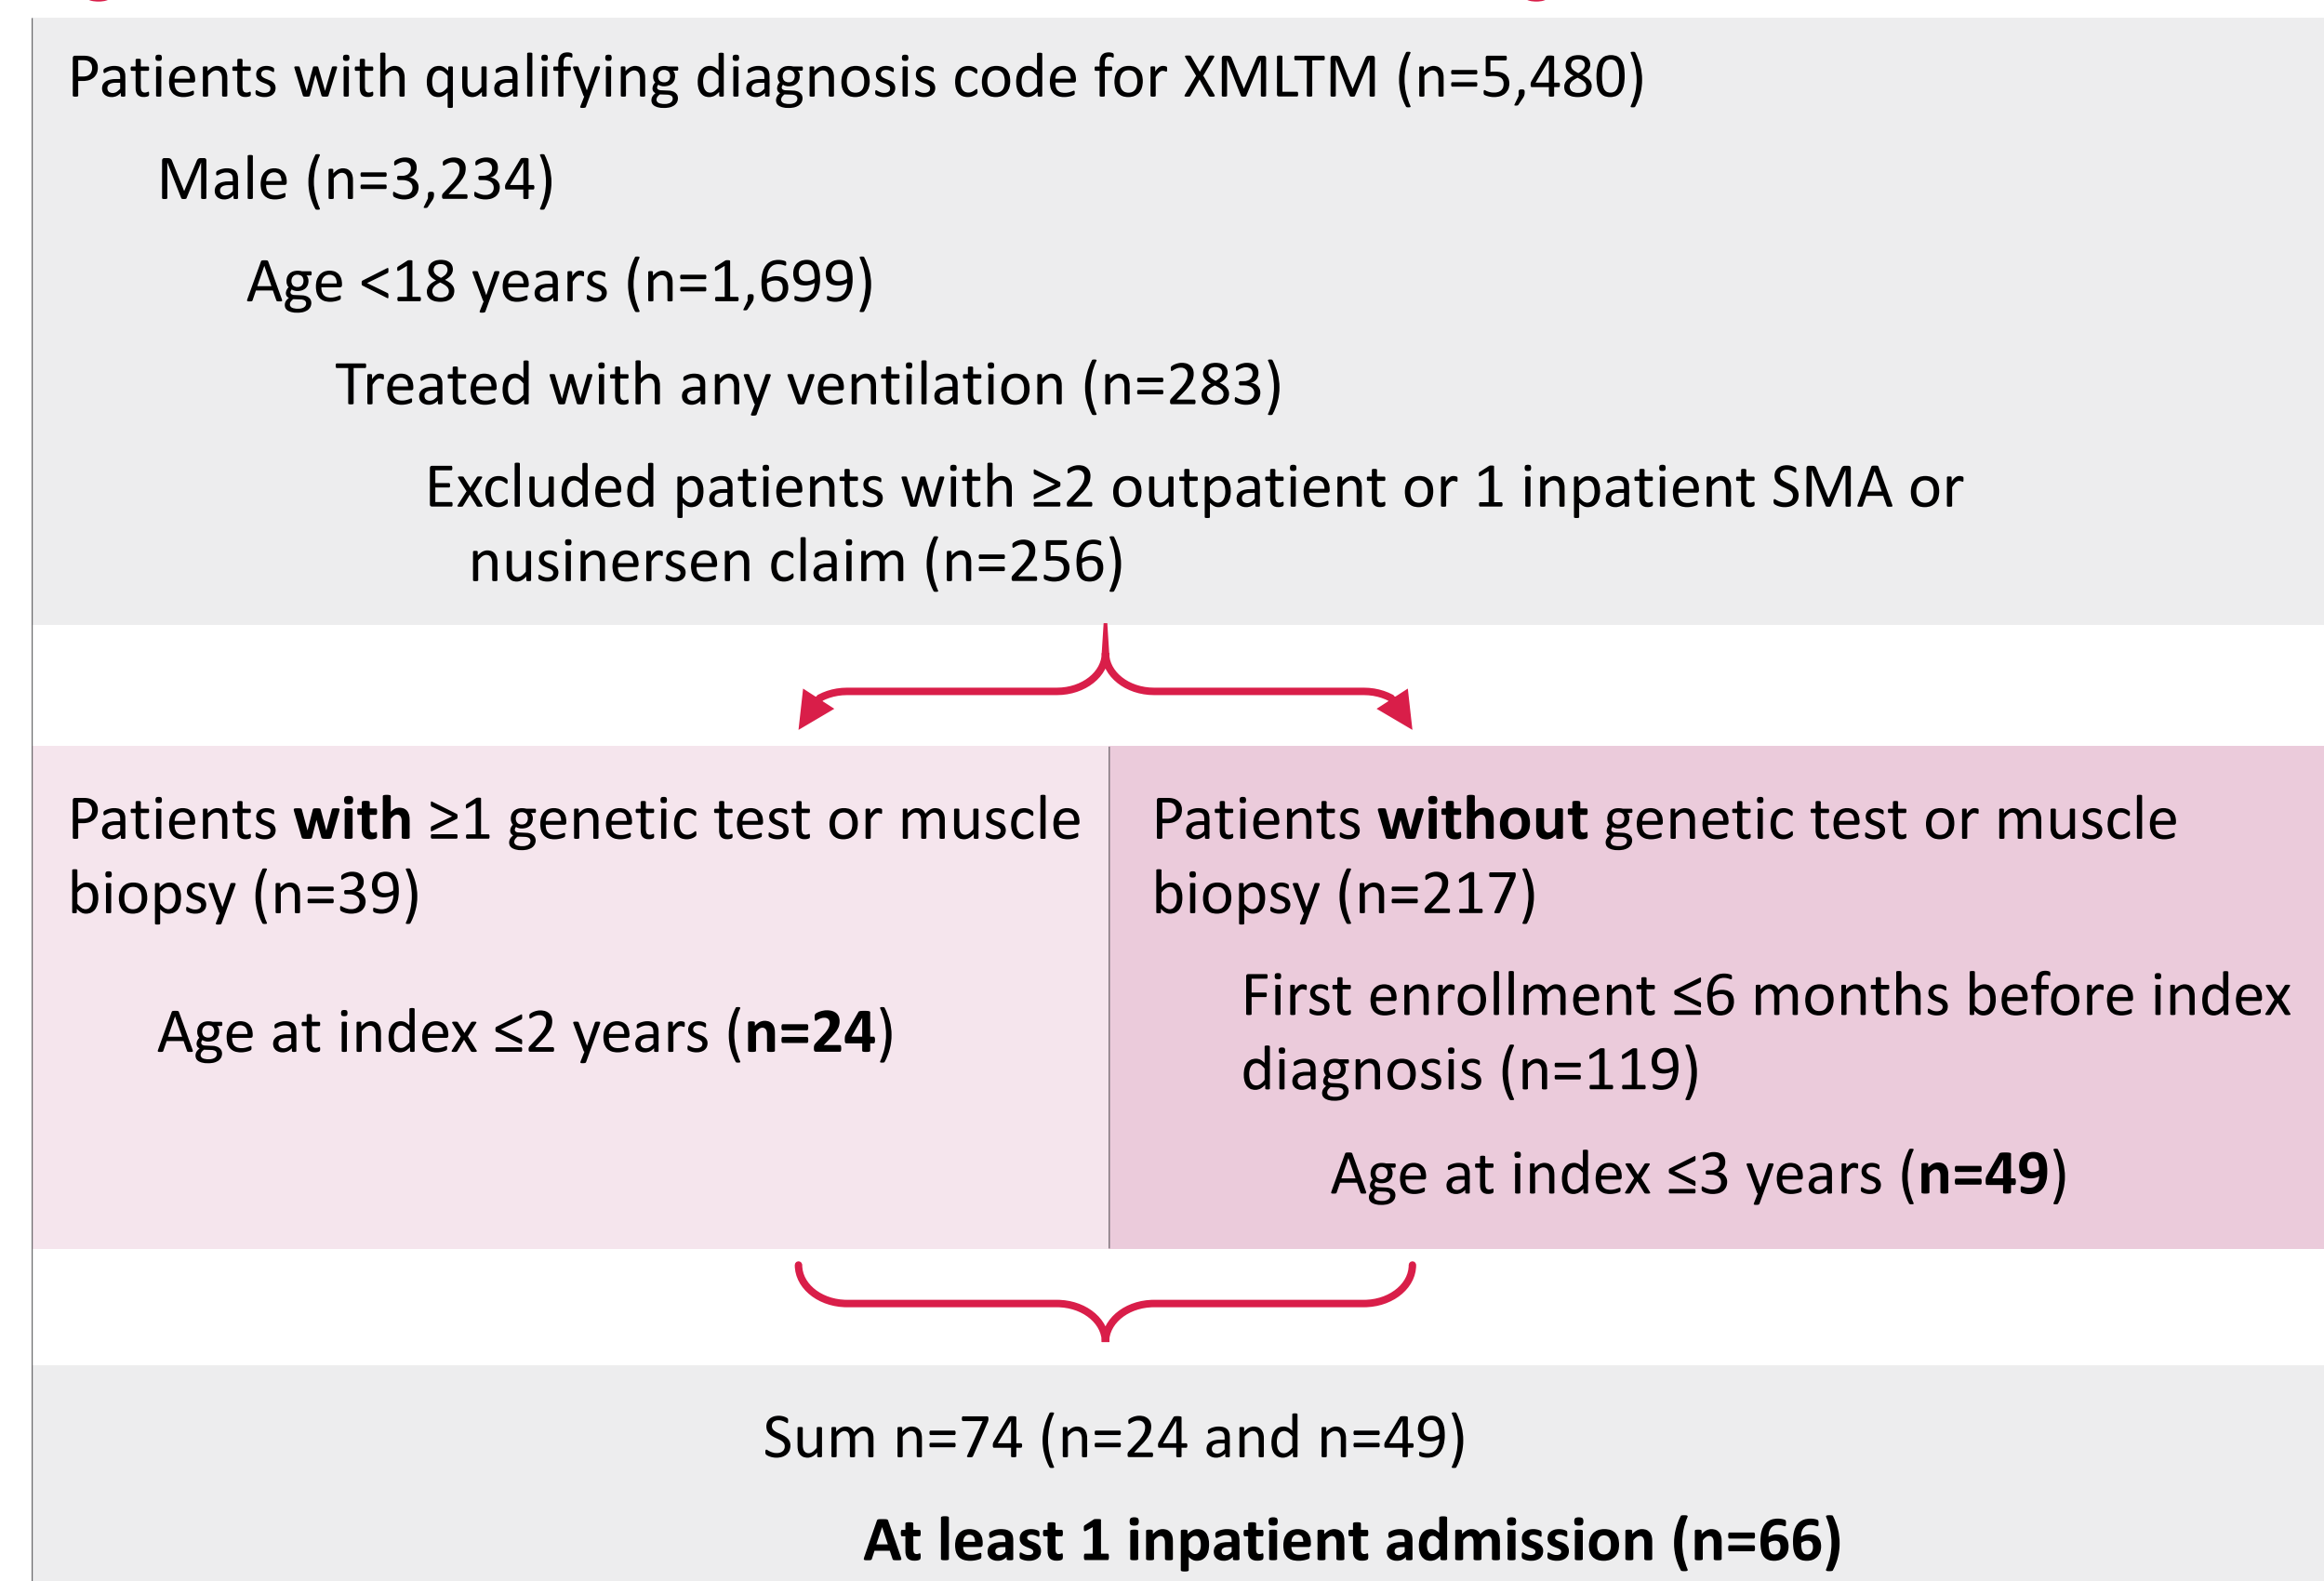 Patients with qualifying diagnosis code for XMLTM (n=5,480)
Male (n=3,234)
Age <18 years (n=1,699)
Treated with any ventilation (n=283)
Excluded patients with ≥2 outpatient or 1 inpatient SMA or
nusinersen claim (n=256)
Patients with ≥1 genetic test or muscle
biopsy (n=39)
Age at index ≤2 years (n=24)
Patients without genetic test or muscle
biopsy (n=217)
First enrollment ≤6 months before index
diagnosis (n=119)
Age at index ≤3 years (n=49)
Sum n=74 (n=24 and n=49)
At least 1 inpatient admission (n=66)